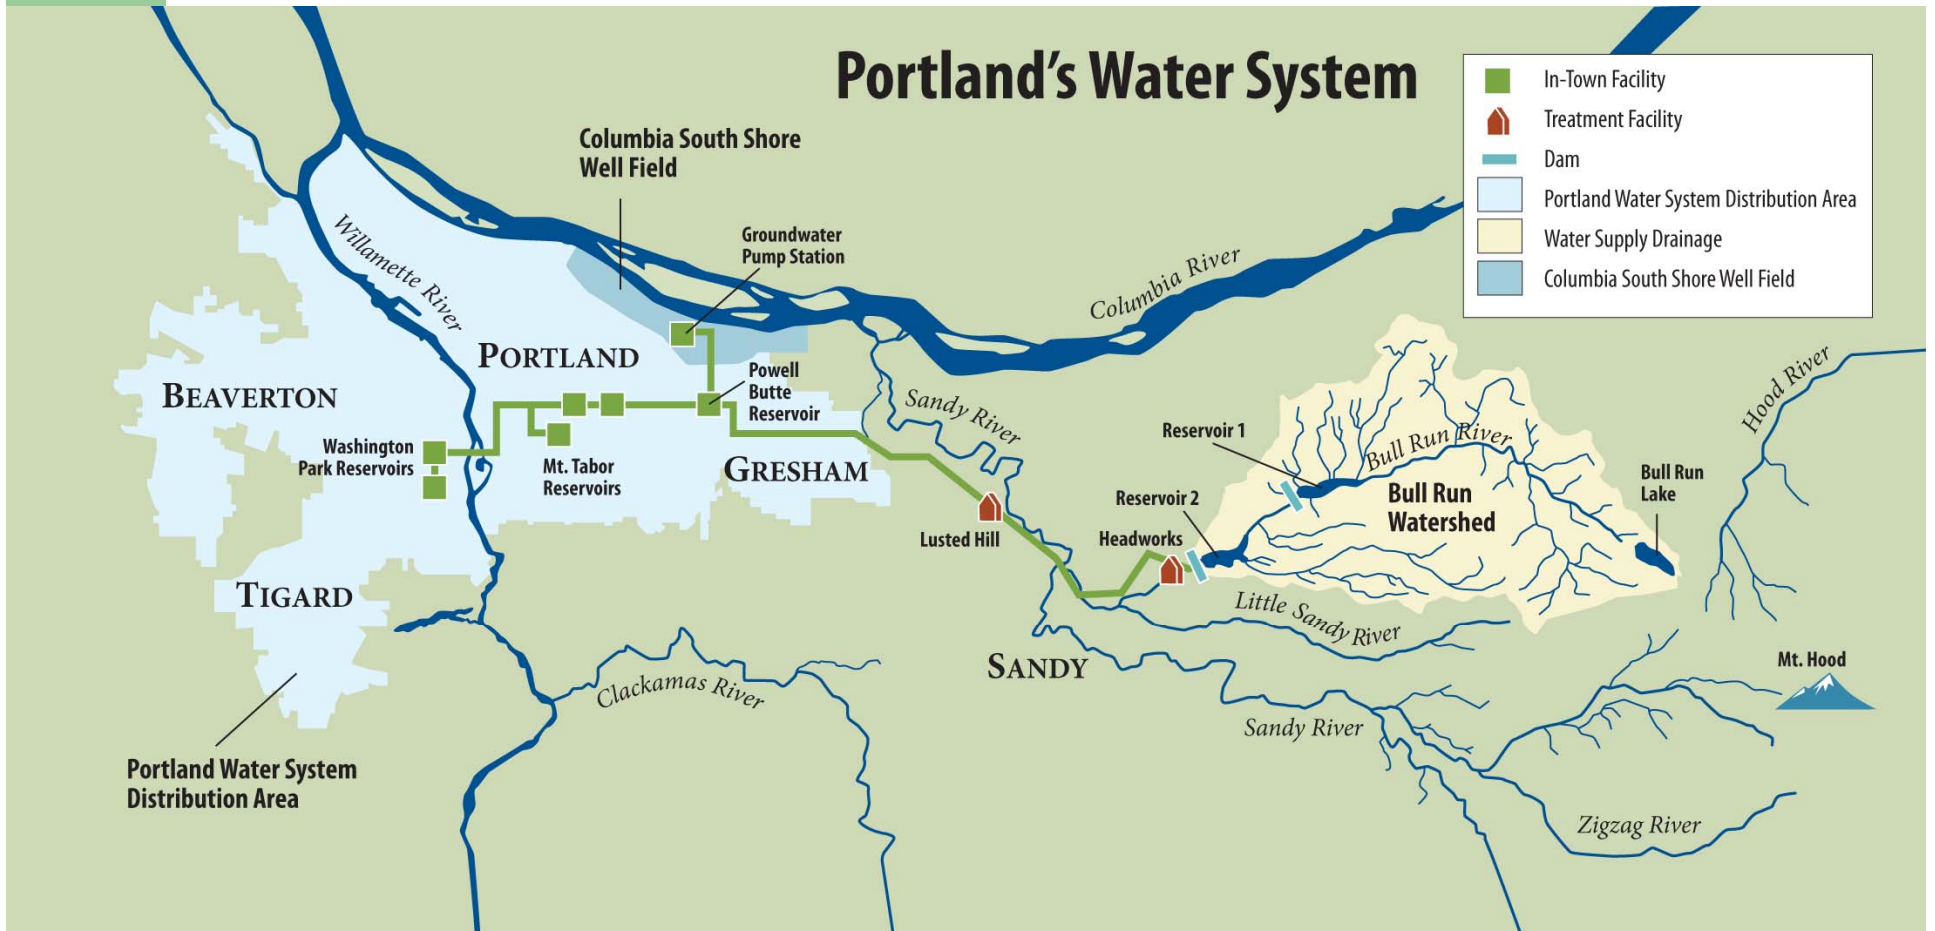 Portland's Water System
In-Town Facility
Treatment Facility
Dam
Portland Water System Distribution Area
Water Supply Drainage
Columbia South Shore Well Field
Columbia South Shore
Well Field
Groundwater
Pump Station
Willamette River
Columbia River
PORTLAND
BEAVERTON
Powell
Butte
Reservoir
Sandy River
Hood River
Washington
Park Reservoirs
Mt. Tabor
Reservoirs
GRESHAM
Reservoir 1
Bull Run River
Bull Run
Watershed
Bull Run
Lake
Reservoir 2
Lusted Hill
Headworks
TIGARD
Little Sandy River
SANDY
Mt. Hood
Clackamas River
Sandy River
Zigzag River
Portland Water System
Distribution Area